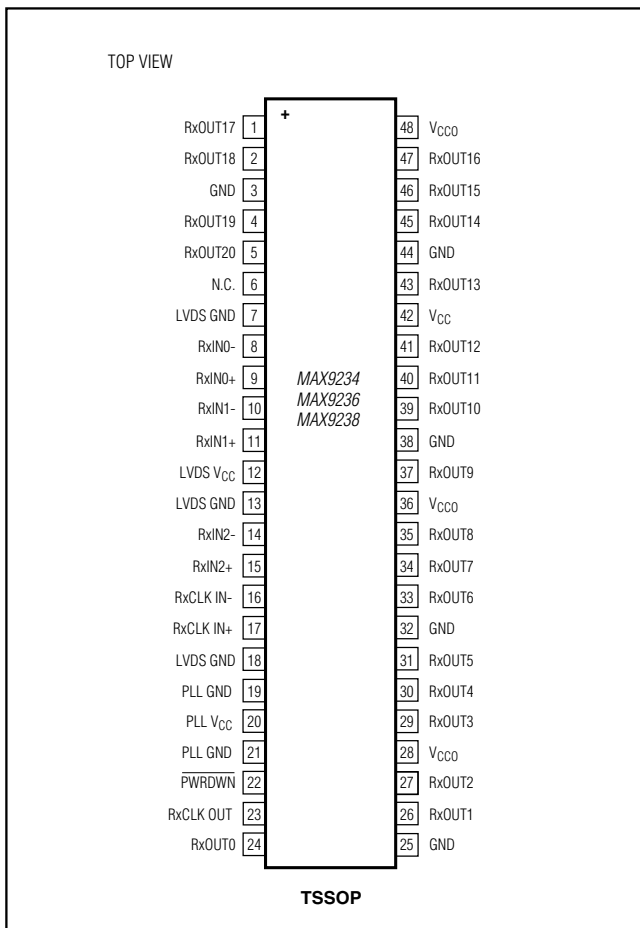 TOP VIEW
+
RxOUT17 1
48 VCCO
RxOUT18 2
47 RxOUT16
GND 3
46 RxOUT15
RxOUT19 4
45 RxOUT14
RxOUT20 5
44 GND
N.C. 6
43 RxOUT13
LVDS GND 7
42 VCC
RxIN0- 8
41 RxOUT12
RxIN0+ 9
MAX9234
40 RxOUT11
MAX9236
RxIN1- 10
39 RxOUT10
MAX9238
RxIN1+ 11
38 GND
LVDS VCC 12
37 RxOUT9
LVDS GND 13
36 VCCO
RxIN2- 14
35 RxOUT8
RxIN2+ 15
34 RxOUT7
RxCLK IN- 16
33 RxOUT6
RxCLK IN+ 17
32 GND
LVDS GND 18
31 RxOUT5
PLL GND 19
30 RxOUT4
PLL VCC 20
29 RxOUT3
PLL GND 21
28 VCCO
PWRDWN 22
27 RxOUT2
RxCLK OUT 23
26 RxOUT1
RxOUT0 24
25 GND
TSSOP